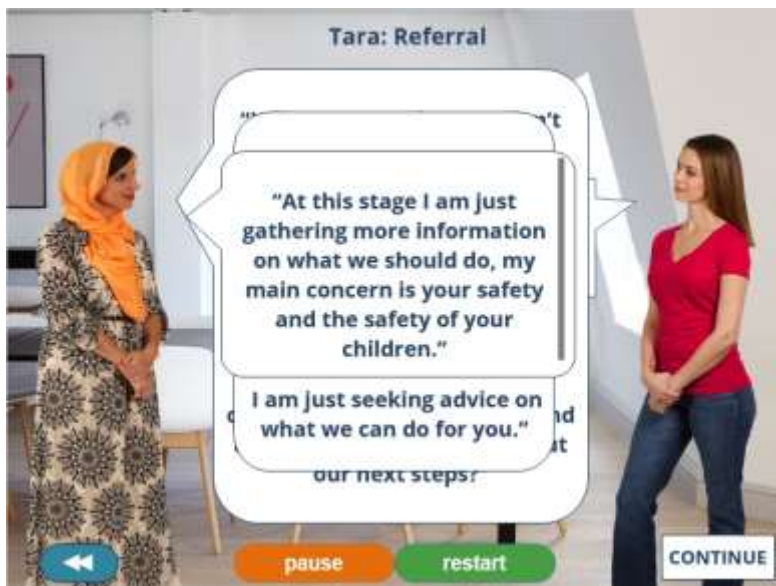 Tara: Referral
“At this stage I am just
gathering more information
on what we should do, my
main concern is your safety
and the safety of your
children.”
I am just seeking advice on
what we can do for you.”
our next steps?
pause
restart
CONTINUE